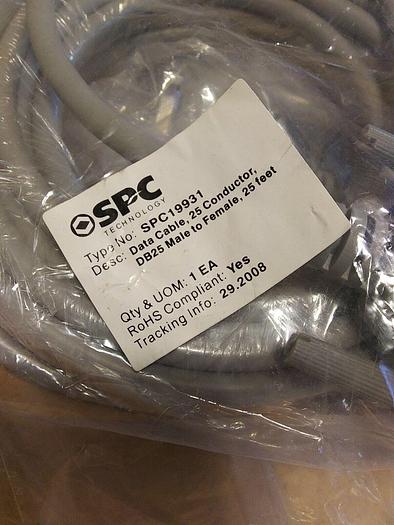 SPC
TECHNOLOGY
Type No: SPC19931
Desc: Data Cable, 25 Conductor,
DB25 Male to Female, 25 feet
Qty & UOM: 1 EA
RoHS Compliant: Yes
Tracking Info: 29.2008